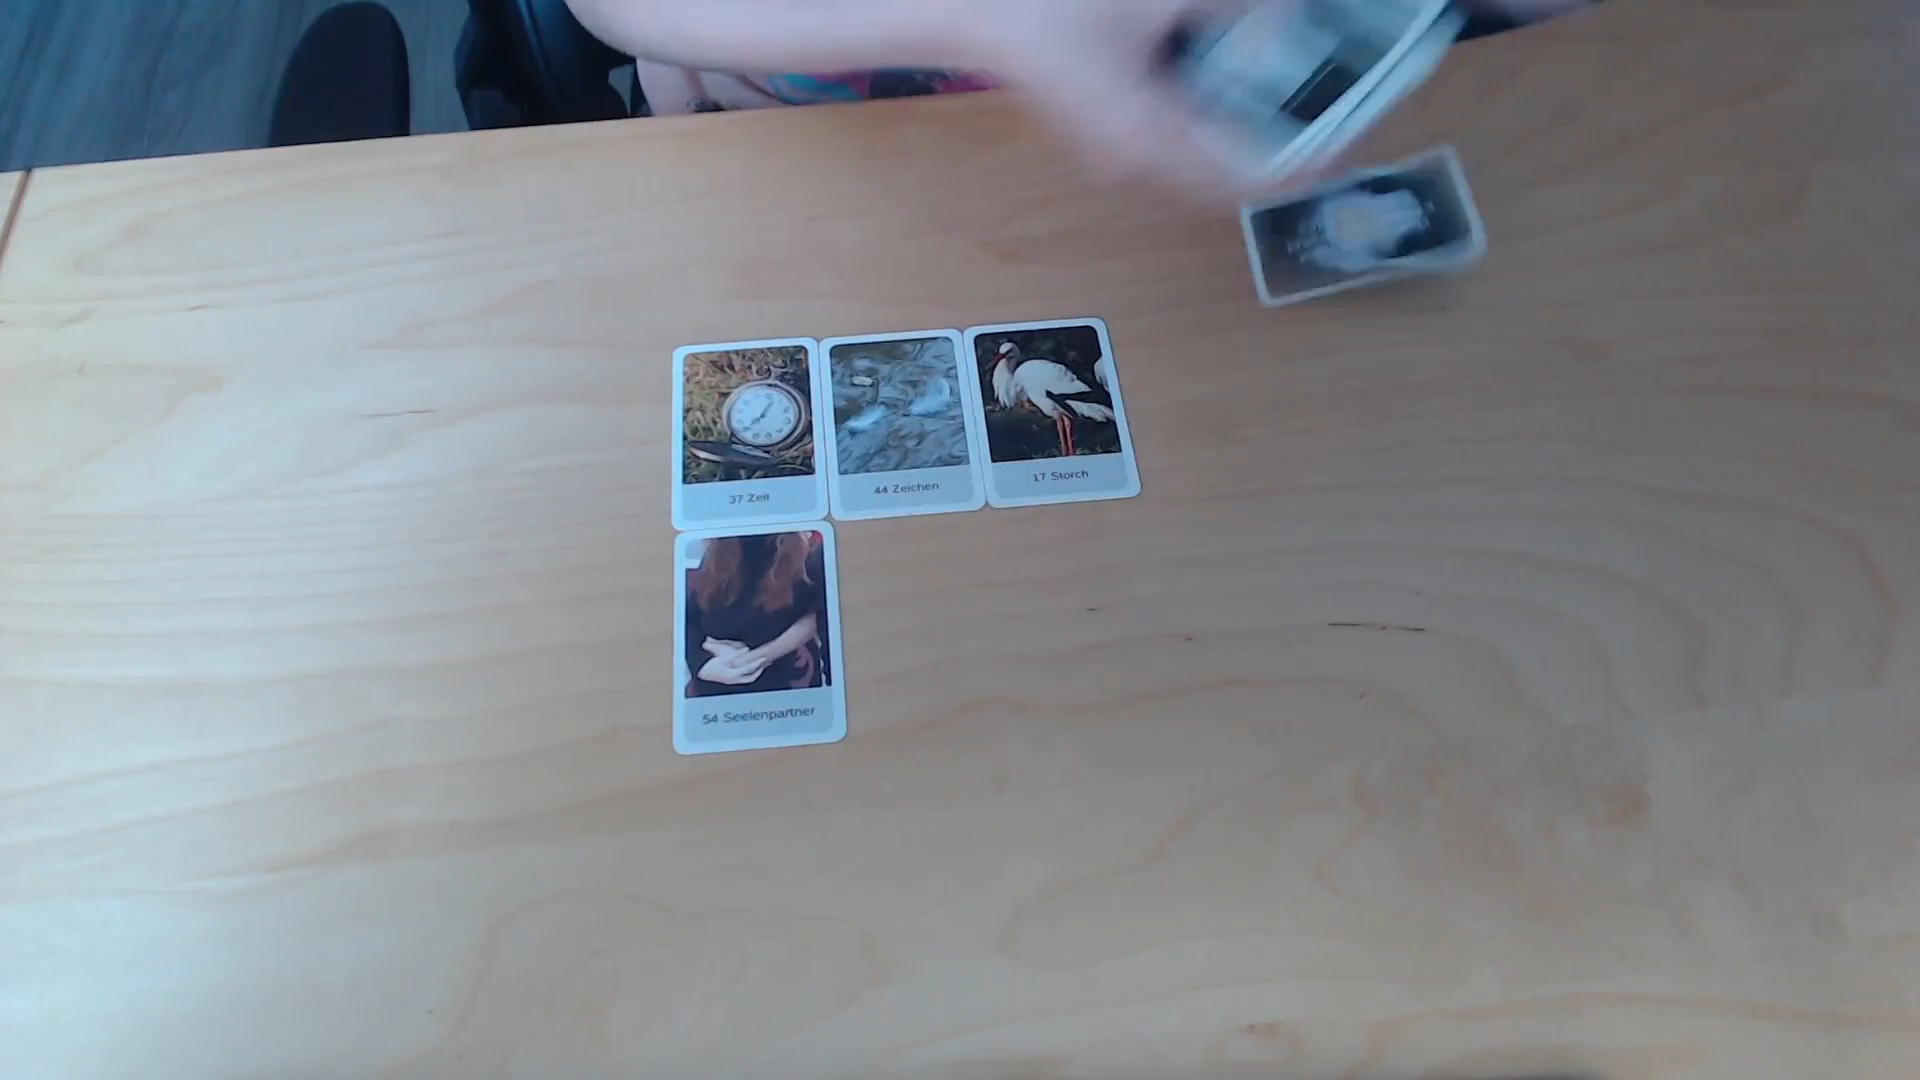 37 Zeit
44 Zeichen
17 Storch
54 Seelenpartner